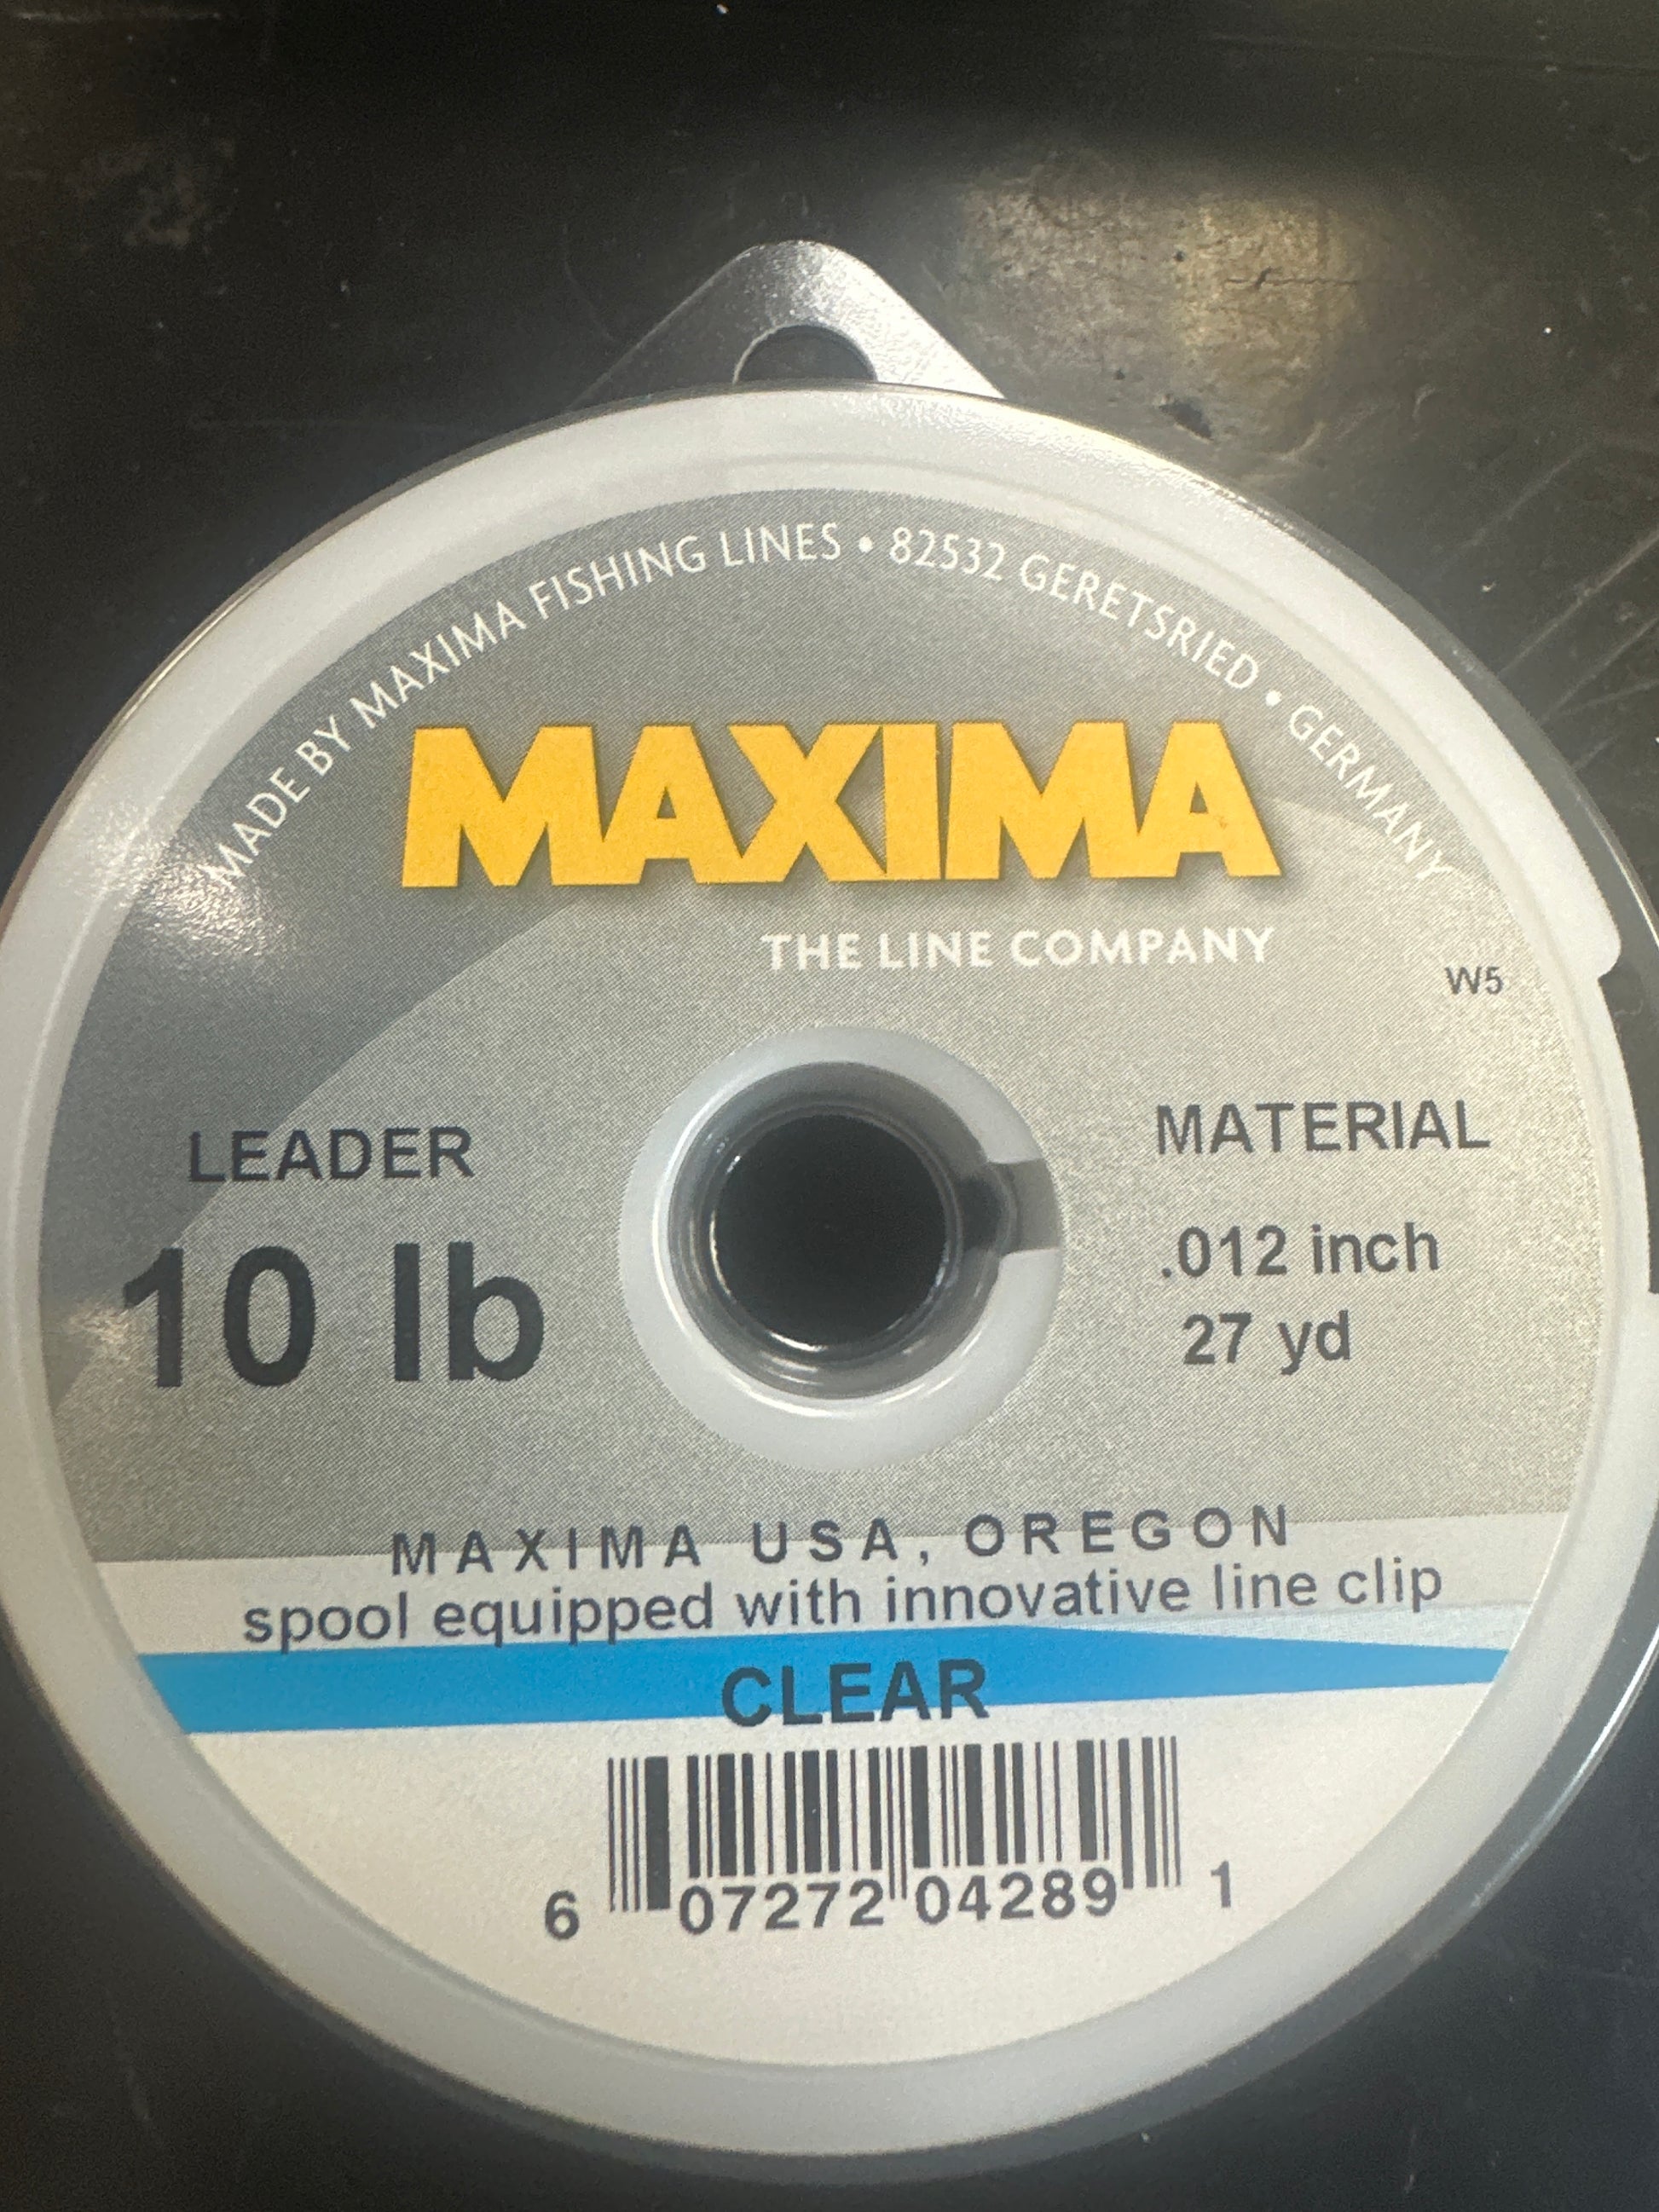 MADE BY MAXIMA FISHING LINES • 82532 GERETSRIED • GERMANY
MAXIMA
THE LINE COMPANY
W5
LEADER
10 lb
MATERIAL
.012 inch
27 yd
MAXIMA USA, OREGON
spool equipped with innovative line clip
CLEAR
6 07272 04289 1